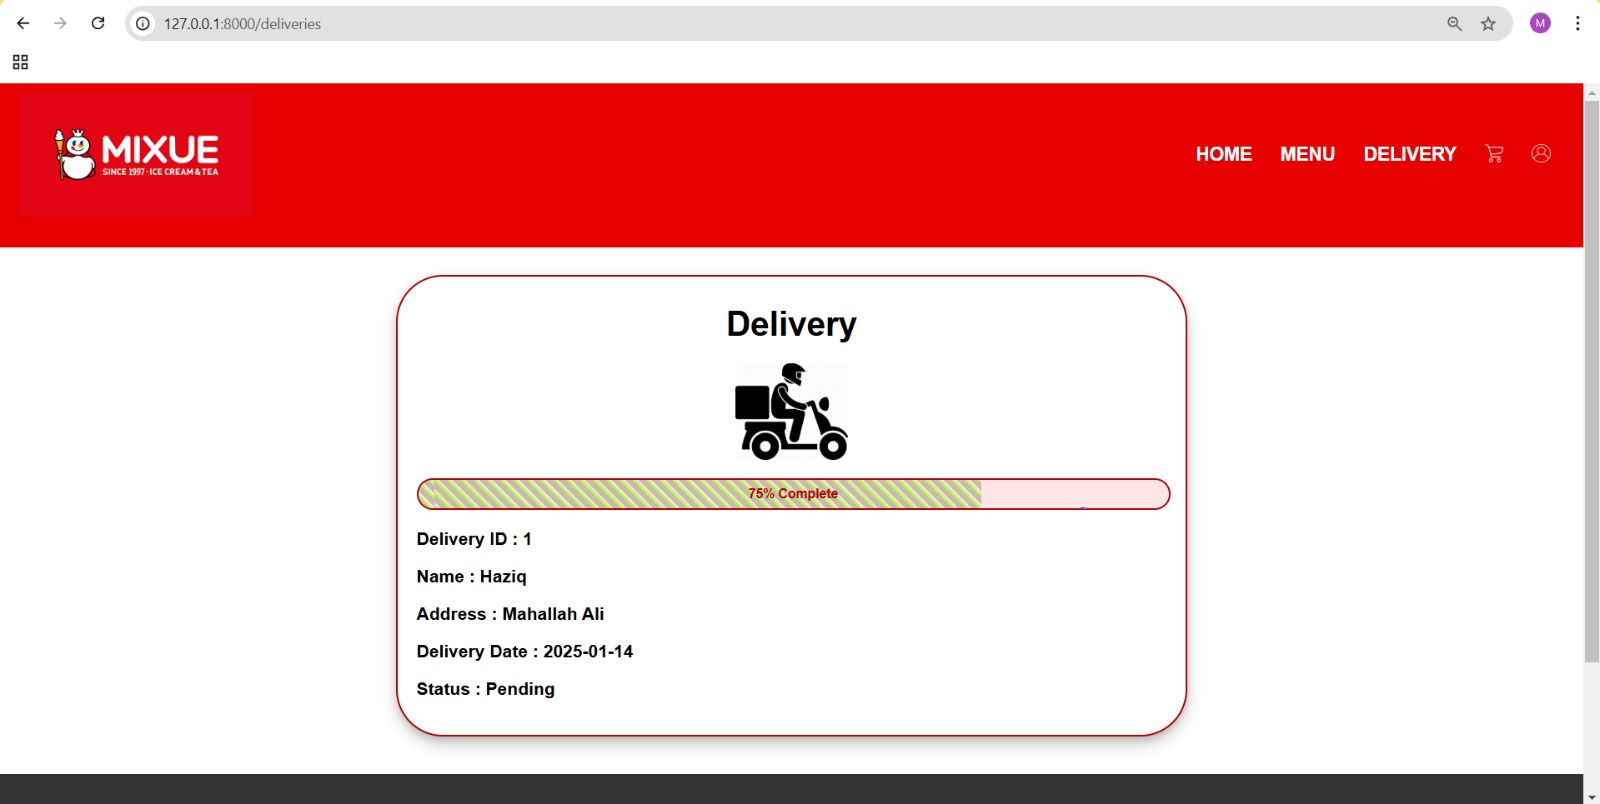 127.0.0.1:8000/deliveries
M
MIXUE
SINCE 1997·ICE CREAM & TEA
HOME MENU DELIVERY
Delivery
75% Complete
Delivery ID : 1
Name : Haziq
Address : Mahallah Ali
Delivery Date : 2025-01-14
Status : Pending